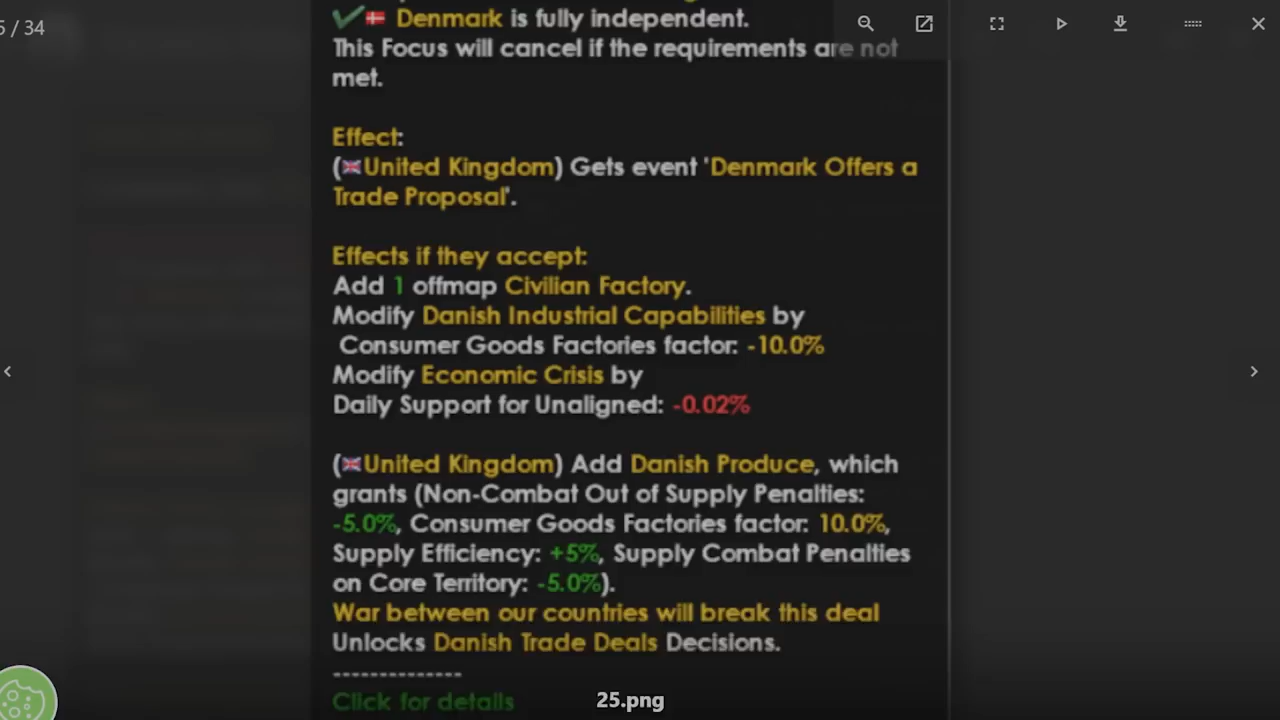 5 / 34
Denmark is fully independent.
This Focus will cancel if the requirements are not
met.
Effect:
(United Kingdom) Gets event 'Denmark Offers a
Trade Proposal'.
Effects if they accept:
Add 1 offmap Civilian Factory.
Modify Danish Industrial Capabilities by
Consumer Goods Factories factor: -10.0%
Modify Economic Crisis by
Daily Support for Unaligned: -0.02%
(United Kingdom) Add Danish Produce, which
grants (Non-Combat Out of Supply Penalties:
-5.0%, Consumer Goods Factories factor: 10.0%,
Supply Efficiency: +5%, Supply Combat Penalties
on Core Territory: -5.0%).
War between our countries will break this deal
Unlocks Danish Trade Deals Decisions.
--------------
Click for details
25.png